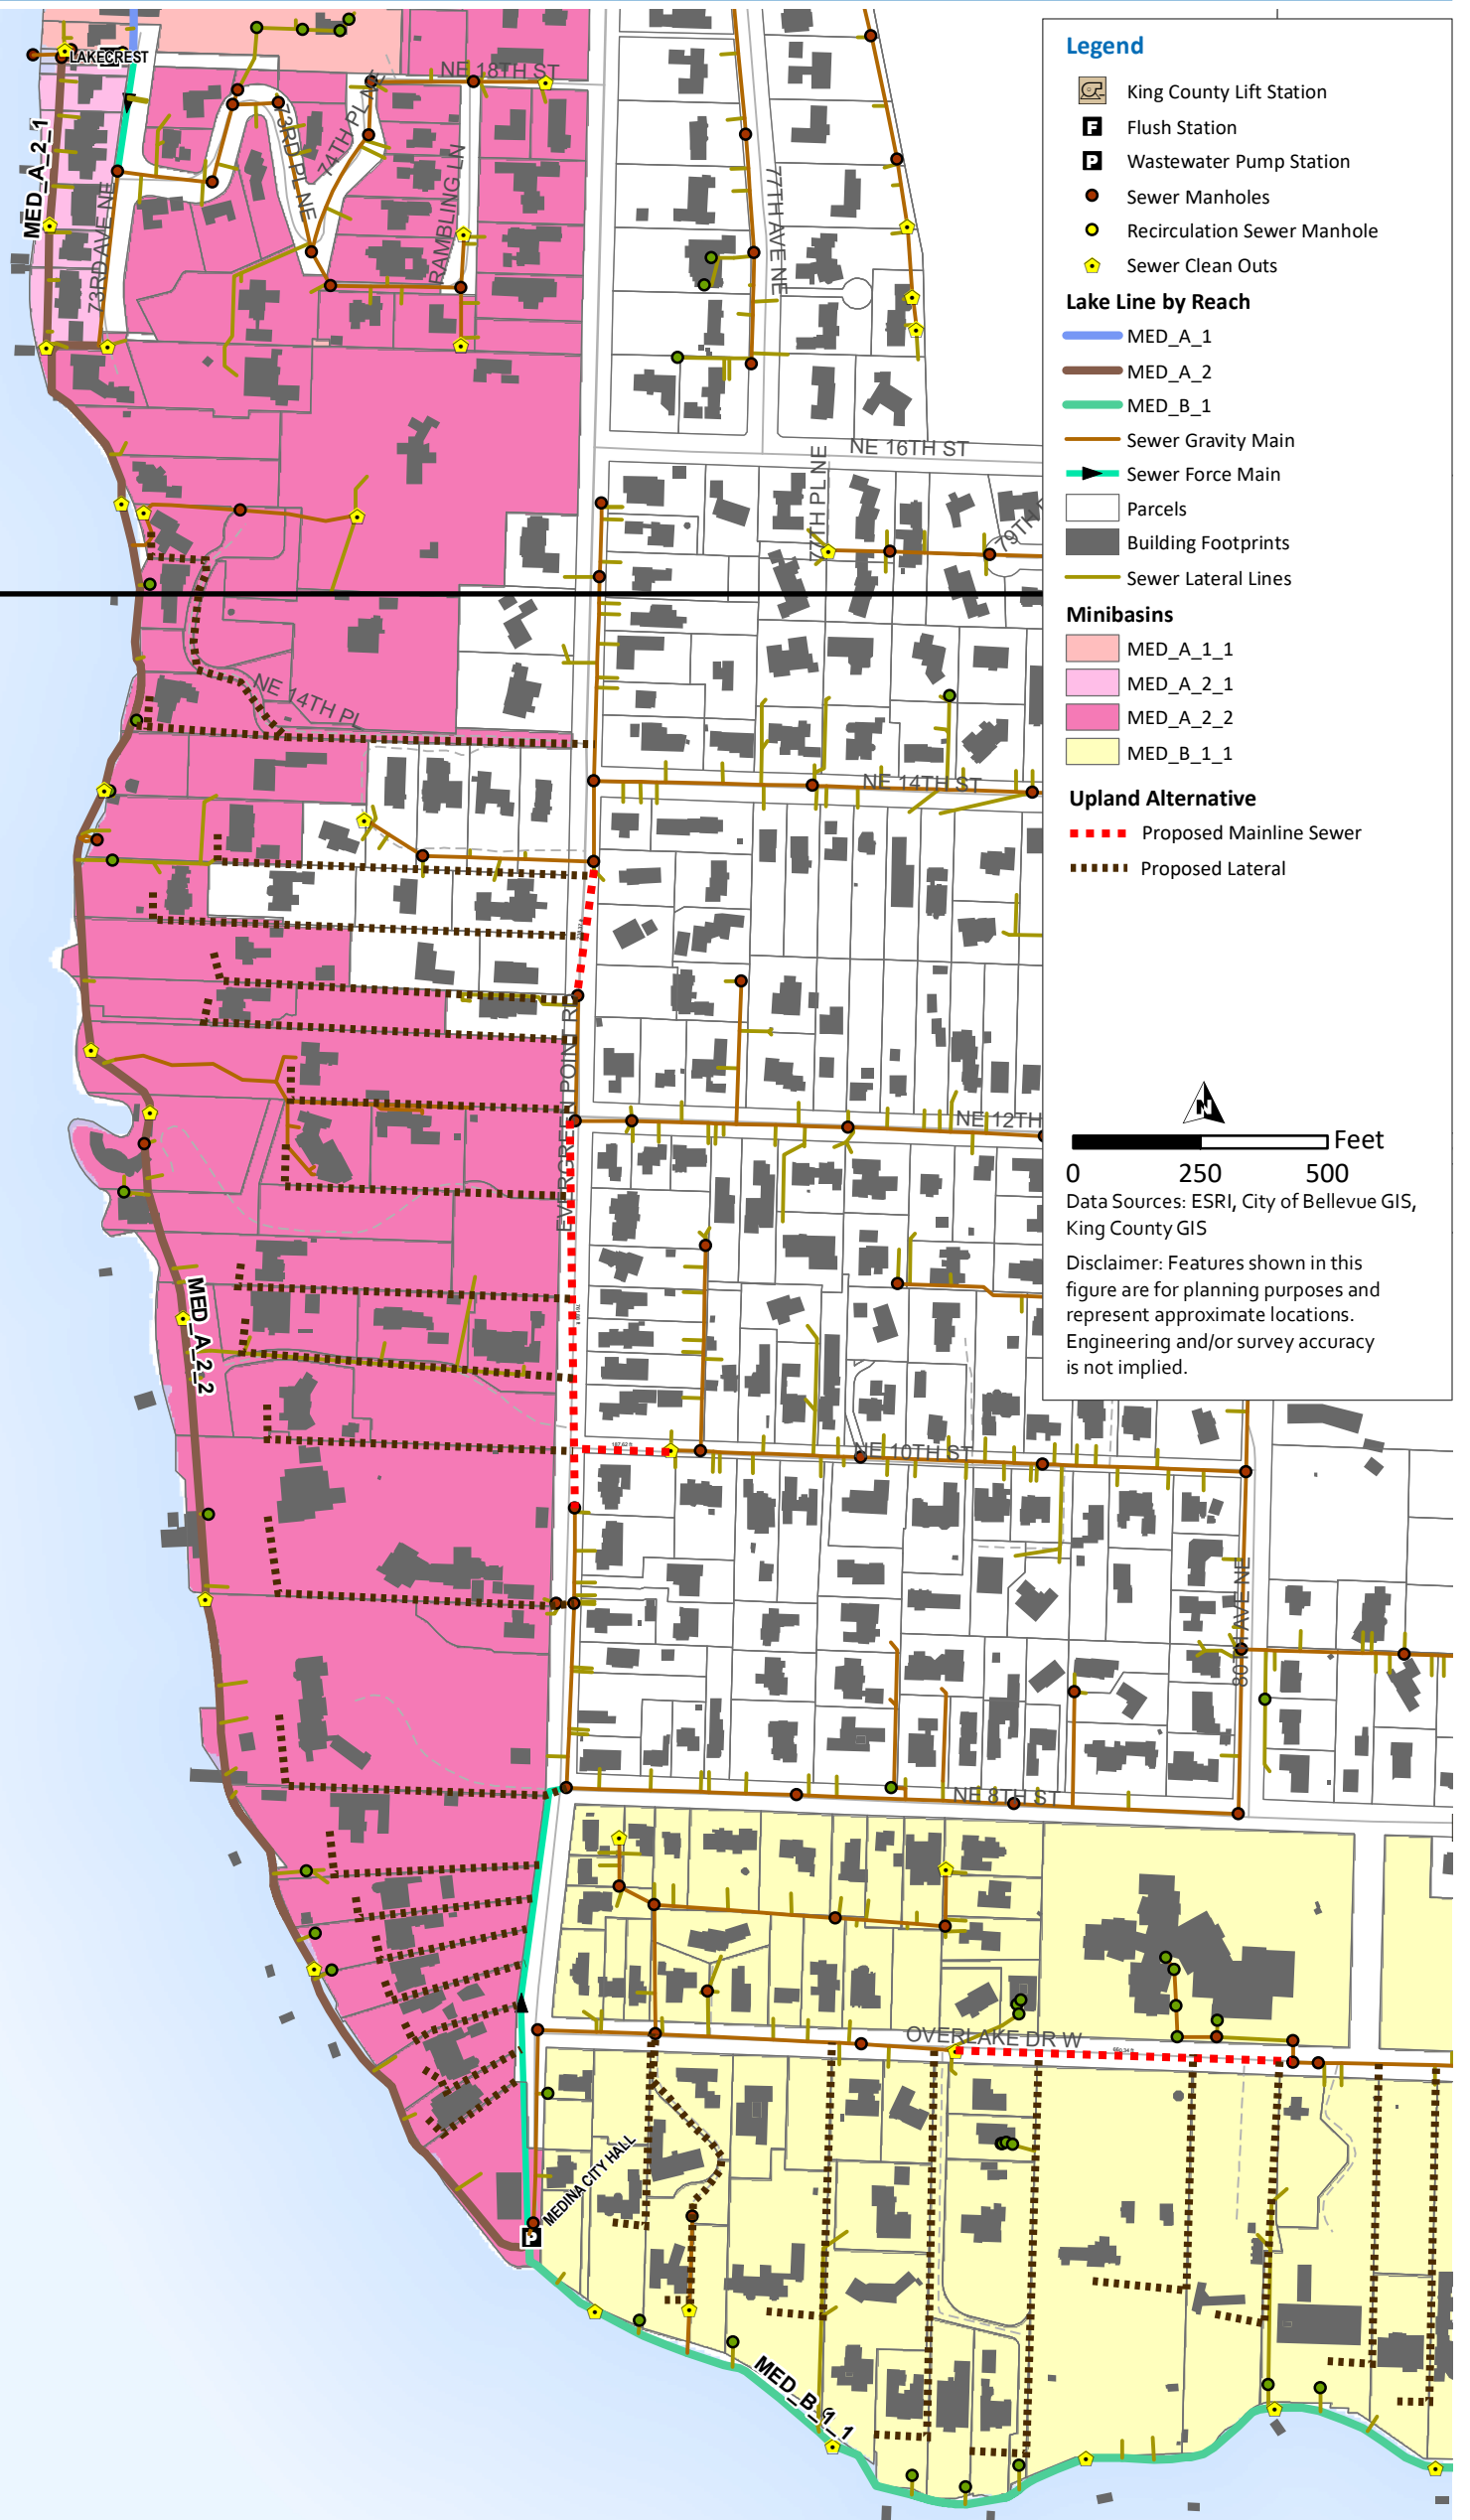 LAKECREST
NE 18TH ST
MED_A_2_1
73RD AVE NE
73RD PL NE
74TH PLACE
RAMBLING LN
77TH AVE NE
NE 16TH ST
77TH PL NE
79TH
NE 14TH PL
NE 14TH ST
EVERGREEN POINT R
NE 12TH
MED_A_2_2
NE 10TH ST
80TH AVE NE
NE 8TH ST
OVERLAKE DR W
MEDINA CITY HALL
P
MED_B_1_1
Legend
King County Lift Station
F Flush Station
P Wastewater Pump Station
Sewer Manholes
Recirculation Sewer Manhole
Sewer Clean Outs
Lake Line by Reach
MED_A_1
MED_A_2
MED_B_1
Sewer Gravity Main
Sewer Force Main
Parcels
Building Footprints
Sewer Lateral Lines
Minibasins
MED_A_1_1
MED_A_2_1
MED_A_2_2
MED_B_1_1
Upland Alternative
Proposed Mainline Sewer
Proposed Lateral
N
Feet
0 250 500
Data Sources: ESRI, City of Bellevue GIS,
King County GIS
Disclaimer: Features shown in this
figure are for planning purposes and
represent approximate locations.
Engineering and/or survey accuracy
is not implied.